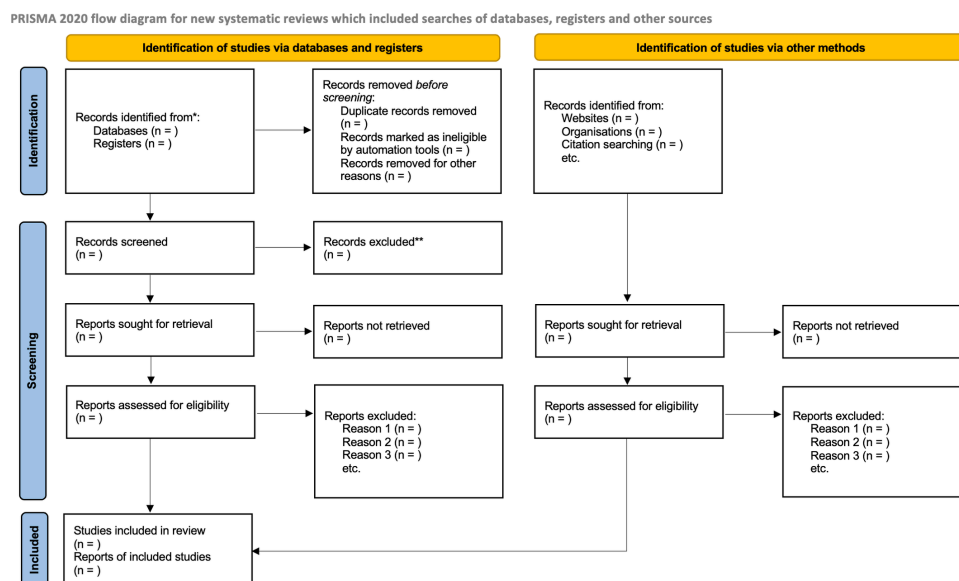 PRISMA 2020 flow diagram for new systematic reviews which included searches of databases, registers and other sources
Identification of studies via databases and registers
Identification of studies via other methods
Identification
Records identified from*:
Databases (n = )
Registers (n = )
Records removed before
screening:
Duplicate records removed
(n = )
Records marked as ineligible
by automation tools (n = )
Records removed for other
reasons (n = )
Records identified from:
Websites (n = )
Organisations (n = )
Citation searching (n = )
etc.
Screening
Records screened
(n = )
Records excluded**
(n = )
Reports sought for retrieval
(n = )
Reports not retrieved
(n = )
Reports sought for retrieval
(n = )
Reports not retrieved
(n = )
Reports assessed for eligibility
(n = )
Reports excluded:
Reason 1 (n = )
Reason 2 (n = )
Reason 3 (n = )
etc.
Reports assessed for eligibility
(n = )
Reports excluded:
Reason 1 (n = )
Reason 2 (n = )
Reason 3 (n = )
etc.
Included
Studies included in review
(n = )
Reports of included studies
(n = )